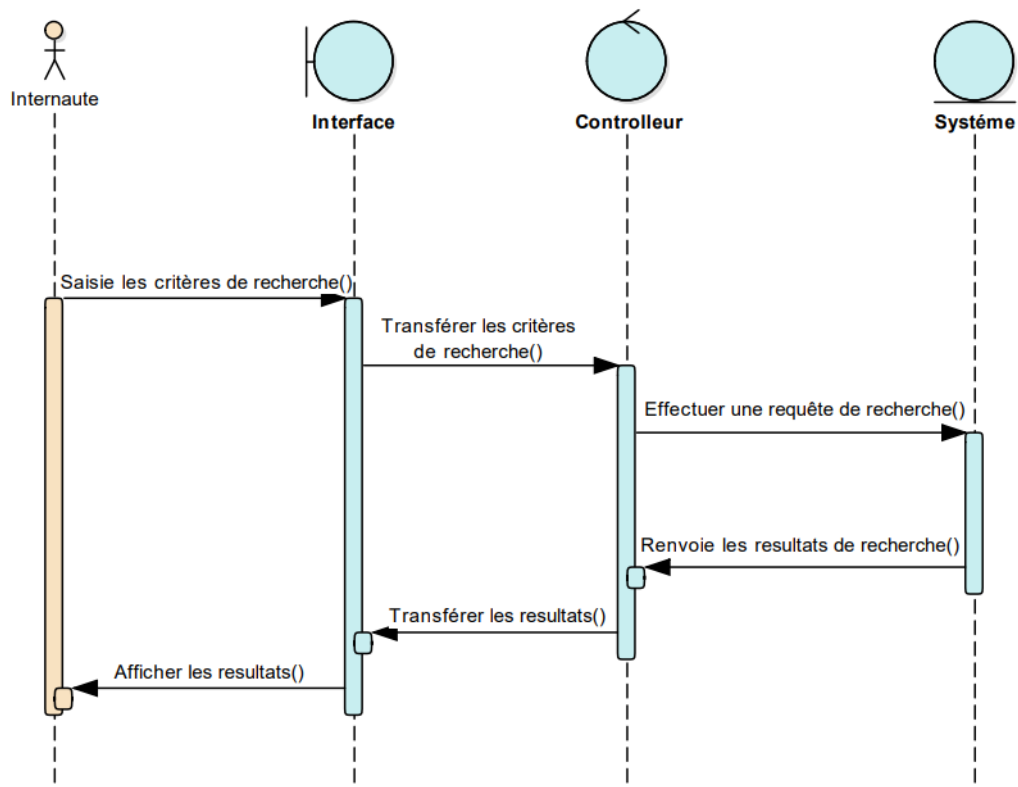 Internaute
Interface
Controlleur
Systéme
Saisie les critères de recherche()
Transférer les critères
de recherche()
Effectuer une requête de recherche()
Renvoie les resultats de recherche()
Transférer les resultats()
Afficher les resultats()